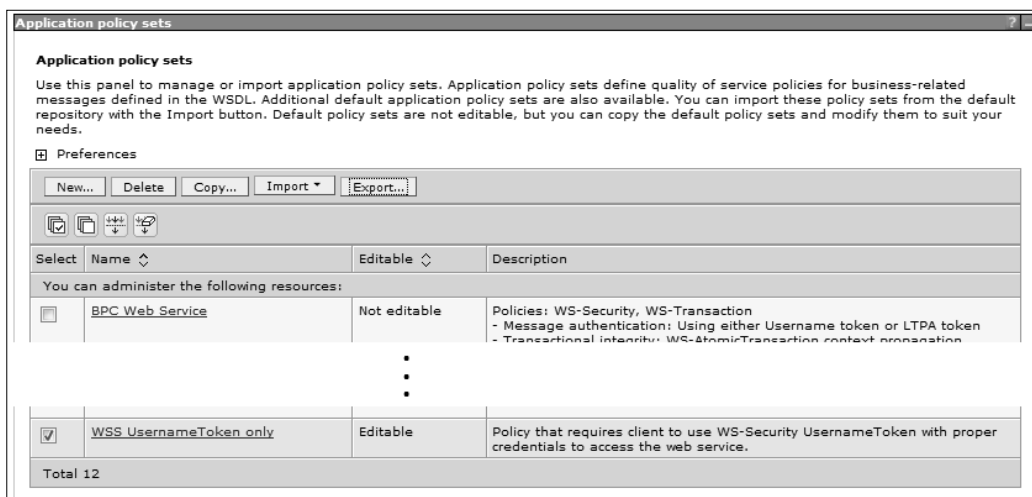 Application policy sets
?
Application policy sets
Use this panel to manage or import application policy sets. Application policy sets define quality of service policies for business-related
messages defined in the WSDL. Additional default application policy sets are also available. You can import these policy sets from the default
repository with the Import button. Default policy sets are not editable, but you can copy the default policy sets and modify them to suit your
needs.
Preferences
New... Delete Copy... Import Export...
Select Name Editable Description
You can administer the following resources:
BPC Web Service Not editable Policies: WS-Security, WS-Transaction
- Message authentication: Using either Username token or LTPA token
- Transactional integrity: WS-AtomicTransaction context propagation
WSS UsernameToken only Editable Policy that requires client to use WS-Security UsernameToken with proper
credentials to access the web service.
Total 12